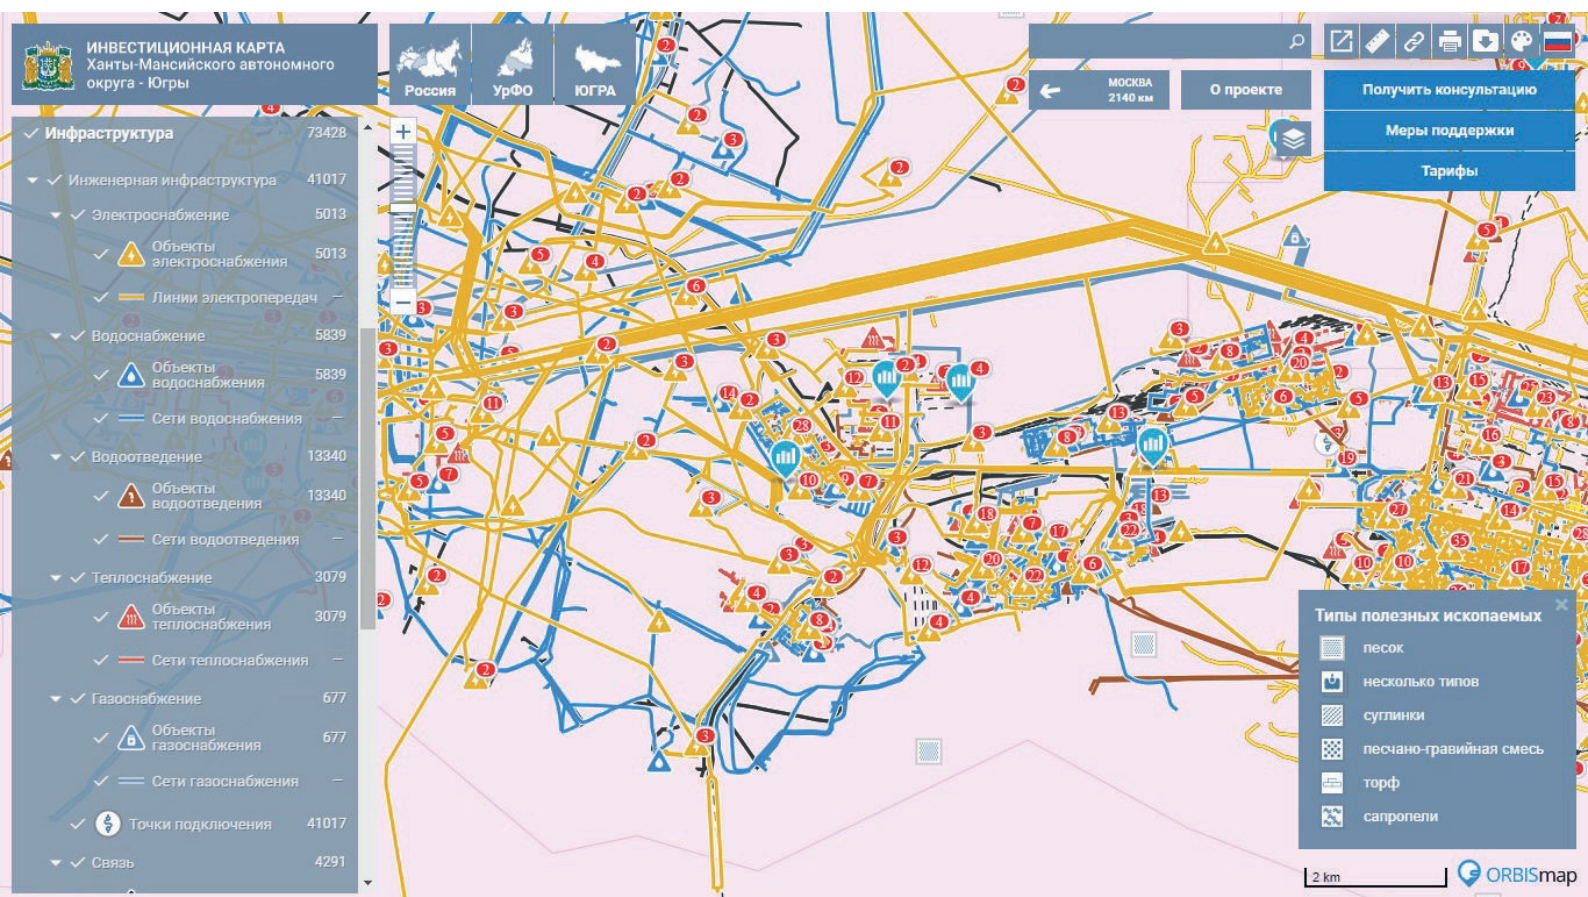 ИНВЕСТИЦИОННАЯ КАРТА
Ханты-Мансийского автономного
округа - Югры
Россия
УрФО
ЮГРА
МОСКВА
2140 км
О проекте
Получить консультацию
Меры поддержки
Тарифы
Инфраструктура 73428
Инженерная инфраструктура 41017
Электроснабжение 5013
Объекты
электроснабжения 5013
Линии электропередач –
Водоснабжение 5839
Объекты
водоснабжения 5839
Сети водоснабжения –
Водоотведение 13340
Объекты
водоотведения 13340
Сети водоотведения –
Теплоснабжение 3079
Объекты
теплоснабжения 3079
Сети теплоснабжения –
Газоснабжение 677
Объекты
газоснабжения 677
Сети газоснабжения –
Точки подключения 41017
Связь 4291
Типы полезных ископаемых
песок
несколько типов
суглинки
песчано-гравийная смесь
торф
сапропели
2 km
ORBISmap